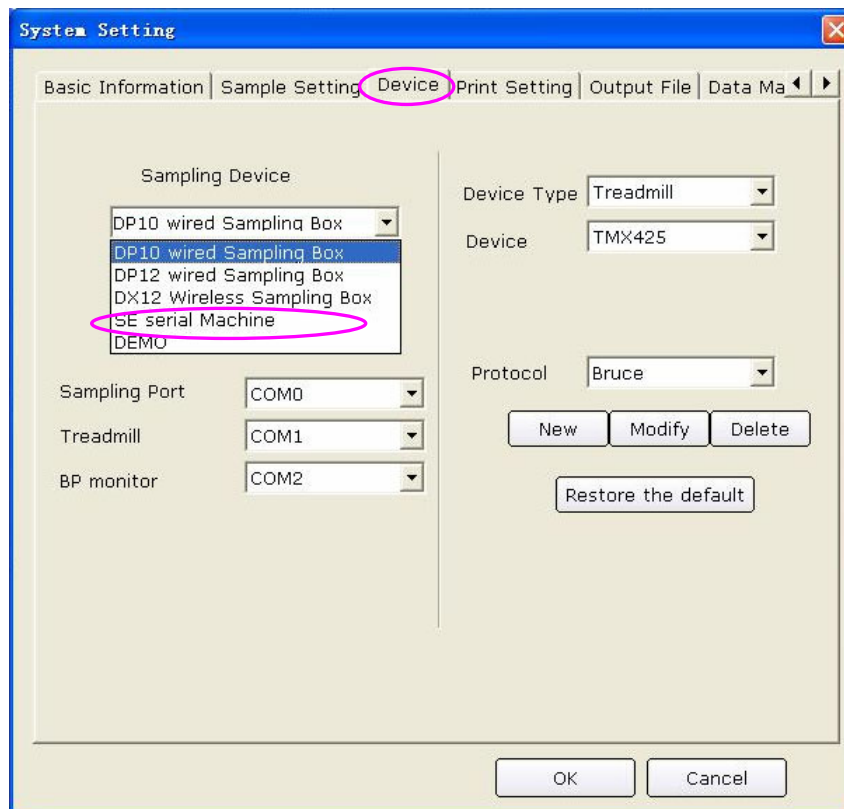 System Setting
Basic Information Sample Setting Device Print Setting Output File Data Ma
Sampling Device
DP10 wired Sampling Box
DP10 wired Sampling Box
DP12 wired Sampling Box
DX12 Wireless Sampling Box
SE serial Machine
DEMO
Sampling Port COM0
Treadmill COM1
BP monitor COM2
Device Type Treadmill
Device TMX425
Protocol Bruce
New Modify Delete
Restore the default
OK Cancel